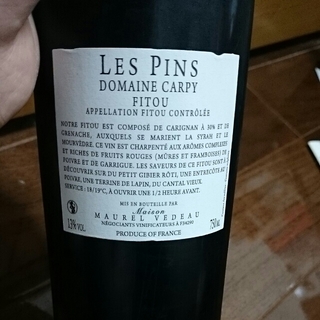 LES PINS
DOMAINE CARPY
FITOU
APPELLATION FITOU CONTRÔLÉE
NOTRE FITOU EST COMPOSÉ DE CARIGNAN À 30% ET DE
GRENACHE, AUXQUELS SE MARIENT LA SYRAH ET LE
MOURVÈDRE. CE VIN EST CHARPENTÉ AUX ARÔMES COMPLEXES
ET RICHES DE FRUITS ROUGES (MÛRES ET FRAMBOISES) DE
POIVRE ET DE GARRIGUE. LES SAVEURS DE CE FITOU SONT À
DÉCOUVRIR SUR DU PETIT GIBIER RÔTI, UNE ENTRECÔTE AU
POIVRE, UNE TERRINE DE LAPIN, DU CANTAL VIEUX.
SERVICE : 18/19°C, À OUVRIR UNE 1/2 HEURE AVANT.
MIS EN BOUTEILLE PAR
Maison
MAUREL VEDEAU
NÉGOCIANTS VINIFICATEURS À F34290
13% VOL.
750ml
PRODUCE OF FRANCE